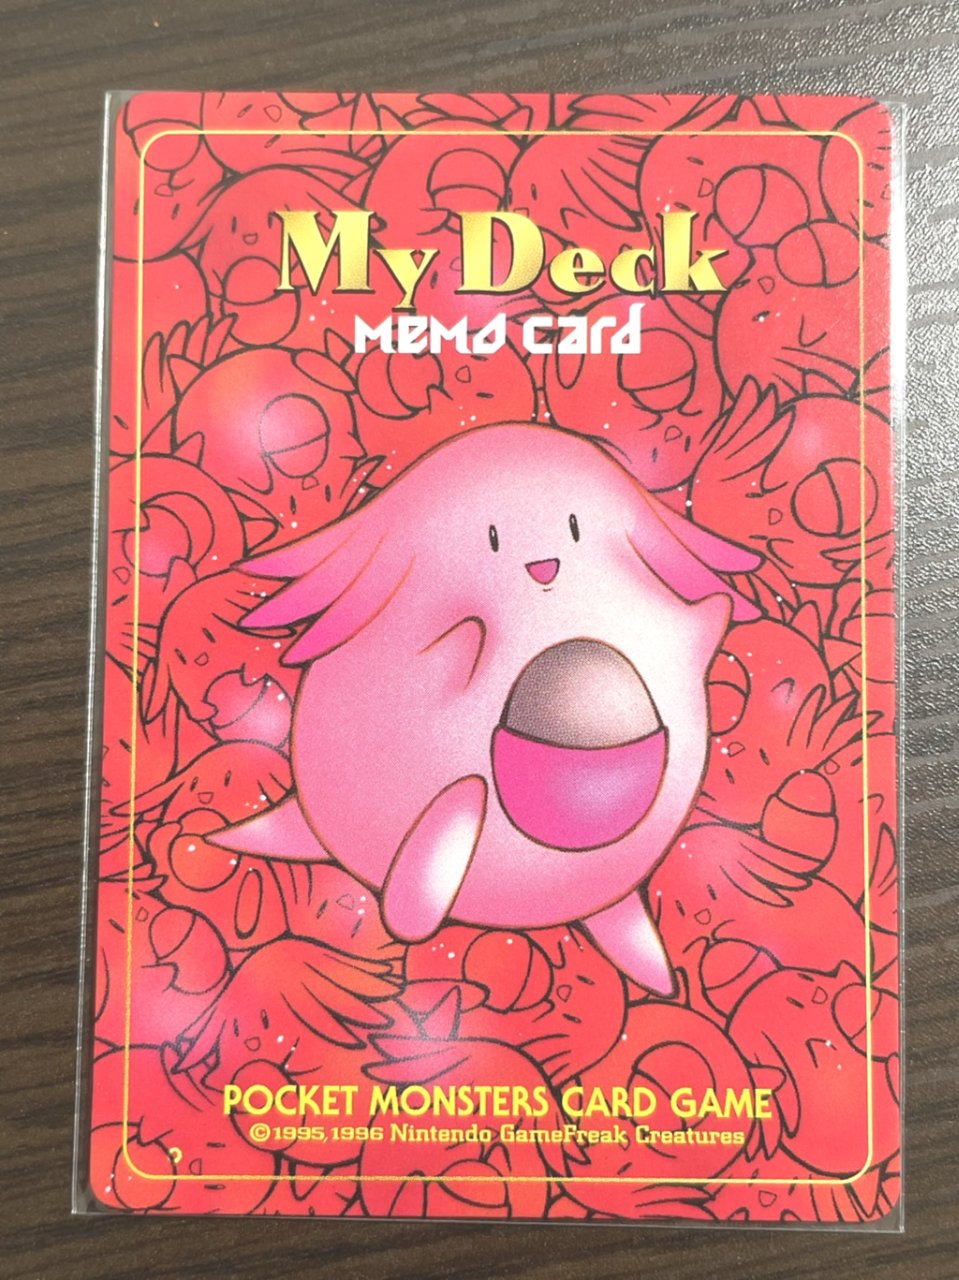 My Deck
MEMO card
POCKET MONSTERS CARD GAME
©1995, 1996 Nintendo GameFreak Creatures